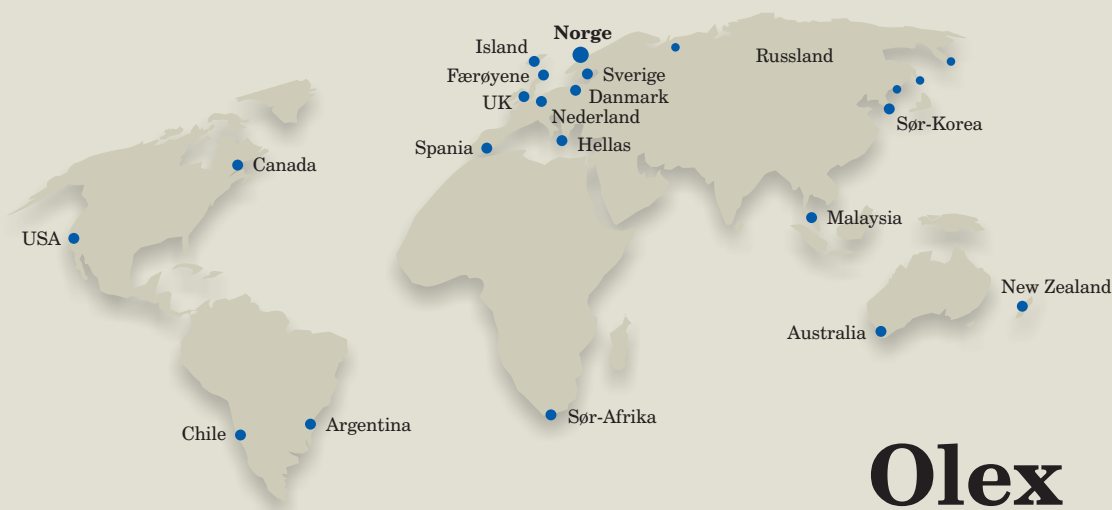 Norge
Island
Russland
Færøyene
Sverige
UK
Danmark
Nederland
Sør-Korea
Spania
Hellas
Canada
Malaysia
USA
New Zealand
Australia
Sør-Afrika
Chile
Argentina
Olex